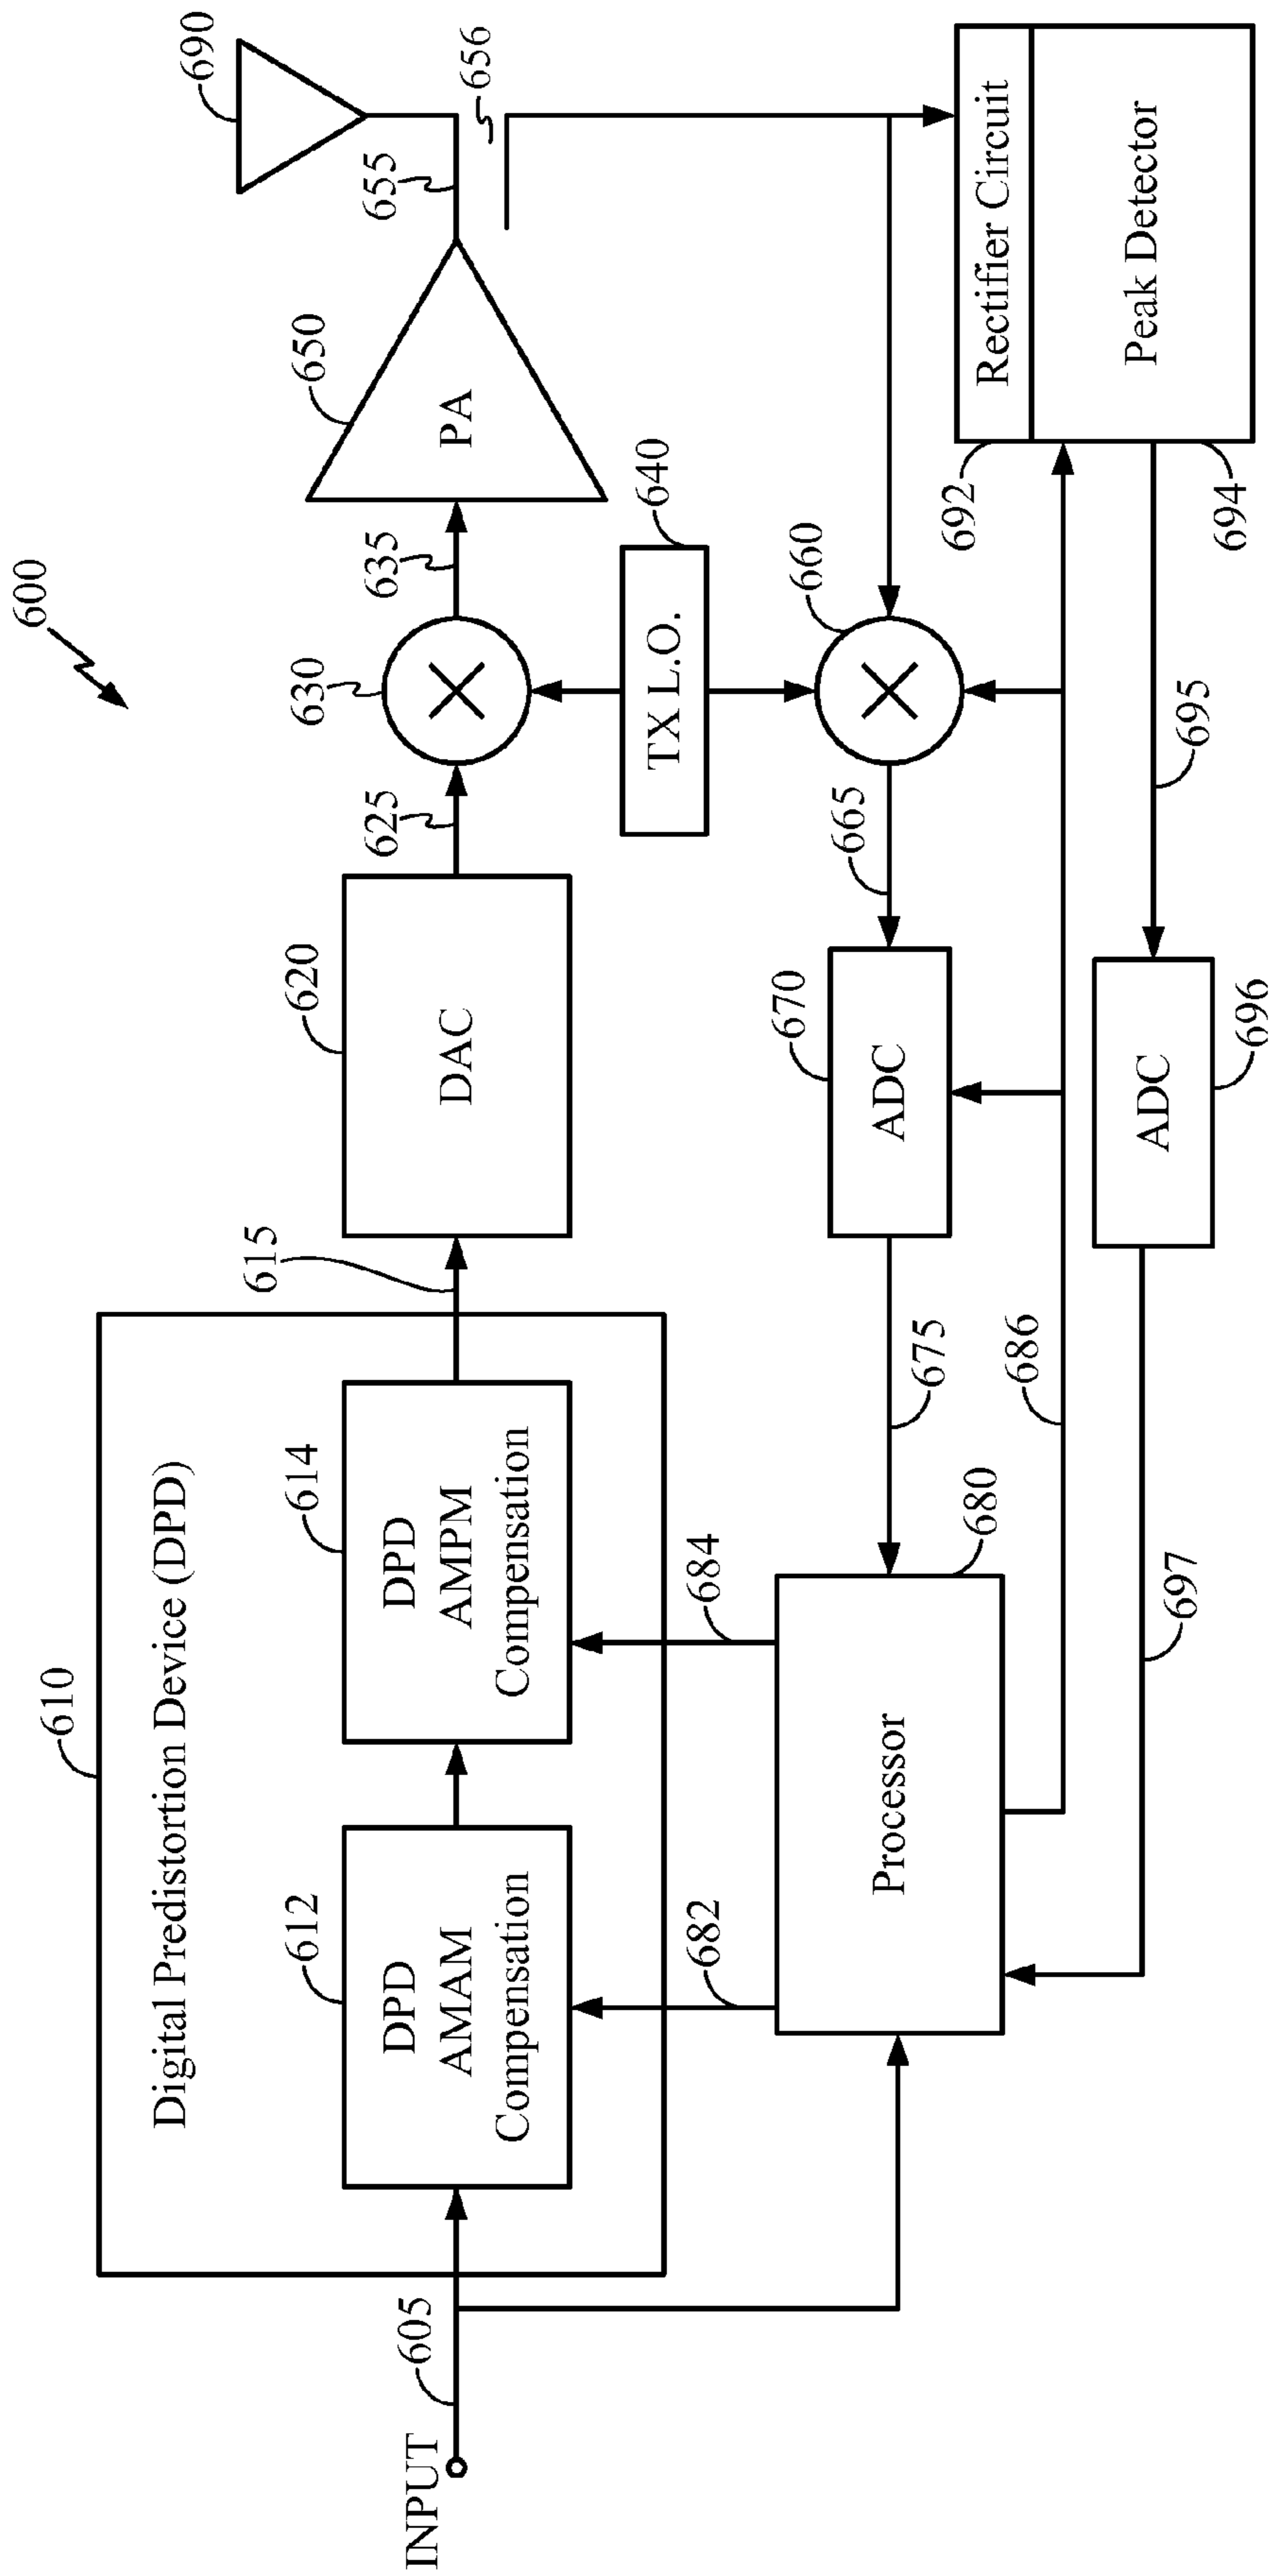 600
610
Digital Predistortion Device (DPD)
INPUT
605
612
DPD
AMAM
Compensation
614
DPD
AMPM
Compensation
615
620
DAC
625
630
635
650
PA
655
690
656
640
TX L.O.
682
684
680
Processor
675
670
ADC
665
660
686
692
Rectifier Circuit
694
Peak Detector
695
696
ADC
697